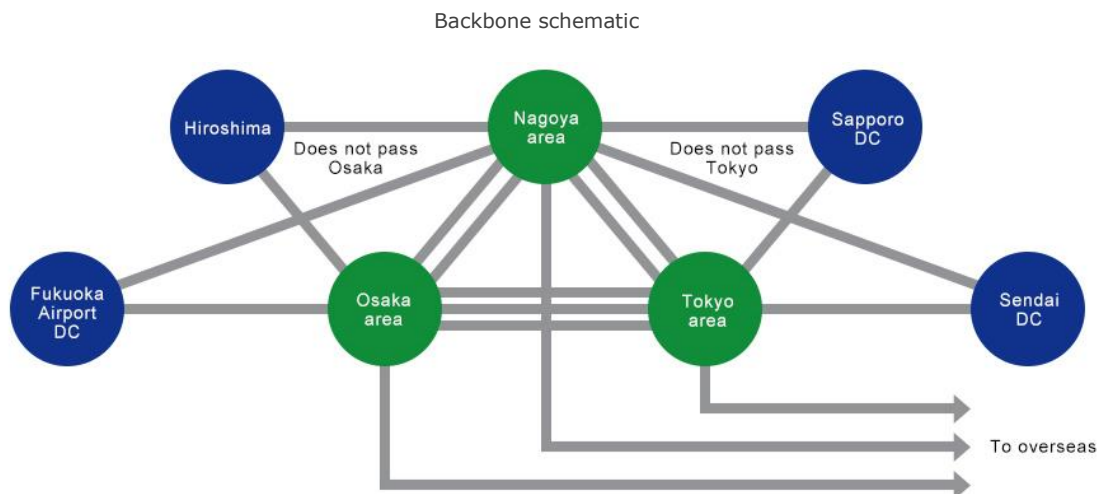 Backbone schematic
Hiroshima
Nagoya
area
Sapporo
DC
Does not pass
Osaka
Does not pass
Tokyo
Fukuoka
Airport
DC
Osaka
area
Tokyo
area
Sendai
DC
To overseas